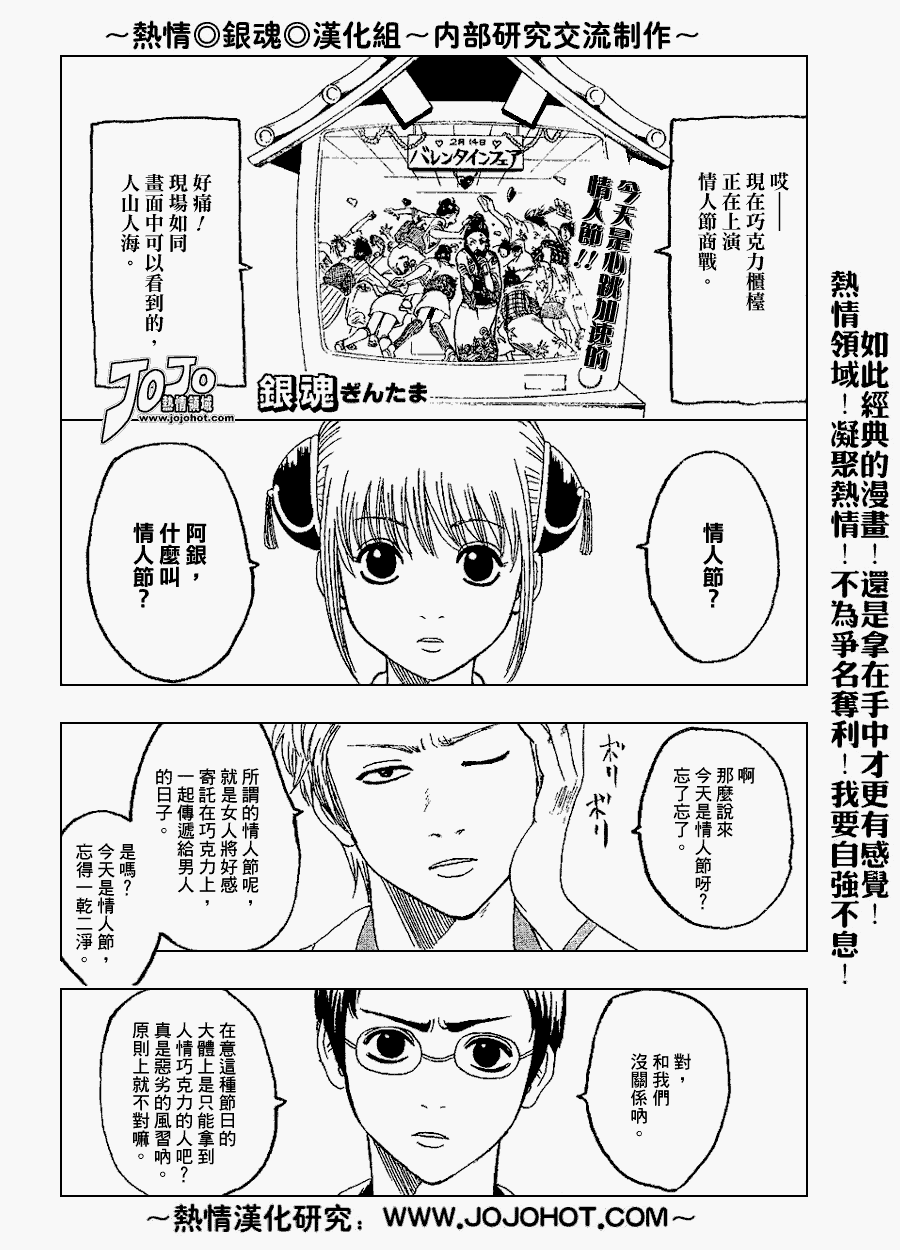 ～熱情◎銀魂◎漢化組～内部研究交流制作～
哎——
現在巧克力櫃檯
正在上演
情人節商戰。
2月14日
バレンタインフェア
今天是心跳加速的
情人節!!
好痛！
現場如同
畫面中可以看到的，
人山人海。
JOJO
熱情領域
www.jojohot.com
銀魂ぎんたま
情人節？
阿銀，
什麼叫
情人節？
啊
那麼說來
今天是情人節呀？
忘了忘了。
ボリ
ボリ
所謂的情人節呢，
就是女人將好感
寄託在巧克力上，
一起傳遞給男人
的日子。
是嗎？
今天是情人節，
忘得一乾二淨。
對，
和我們
沒關係吶。
在意這種節日的
大體上是只能拿到
人情巧克力的人吧？
真是惡劣的風習吶。
原則上就不對嘛。
如此經典的漫畫！還是拿在手中才更有感覺！
熱情領域！凝聚熱情！不為爭名奪利！我要自強不息！
～熱情漢化研究：WWW.JOJOHOT.COM～